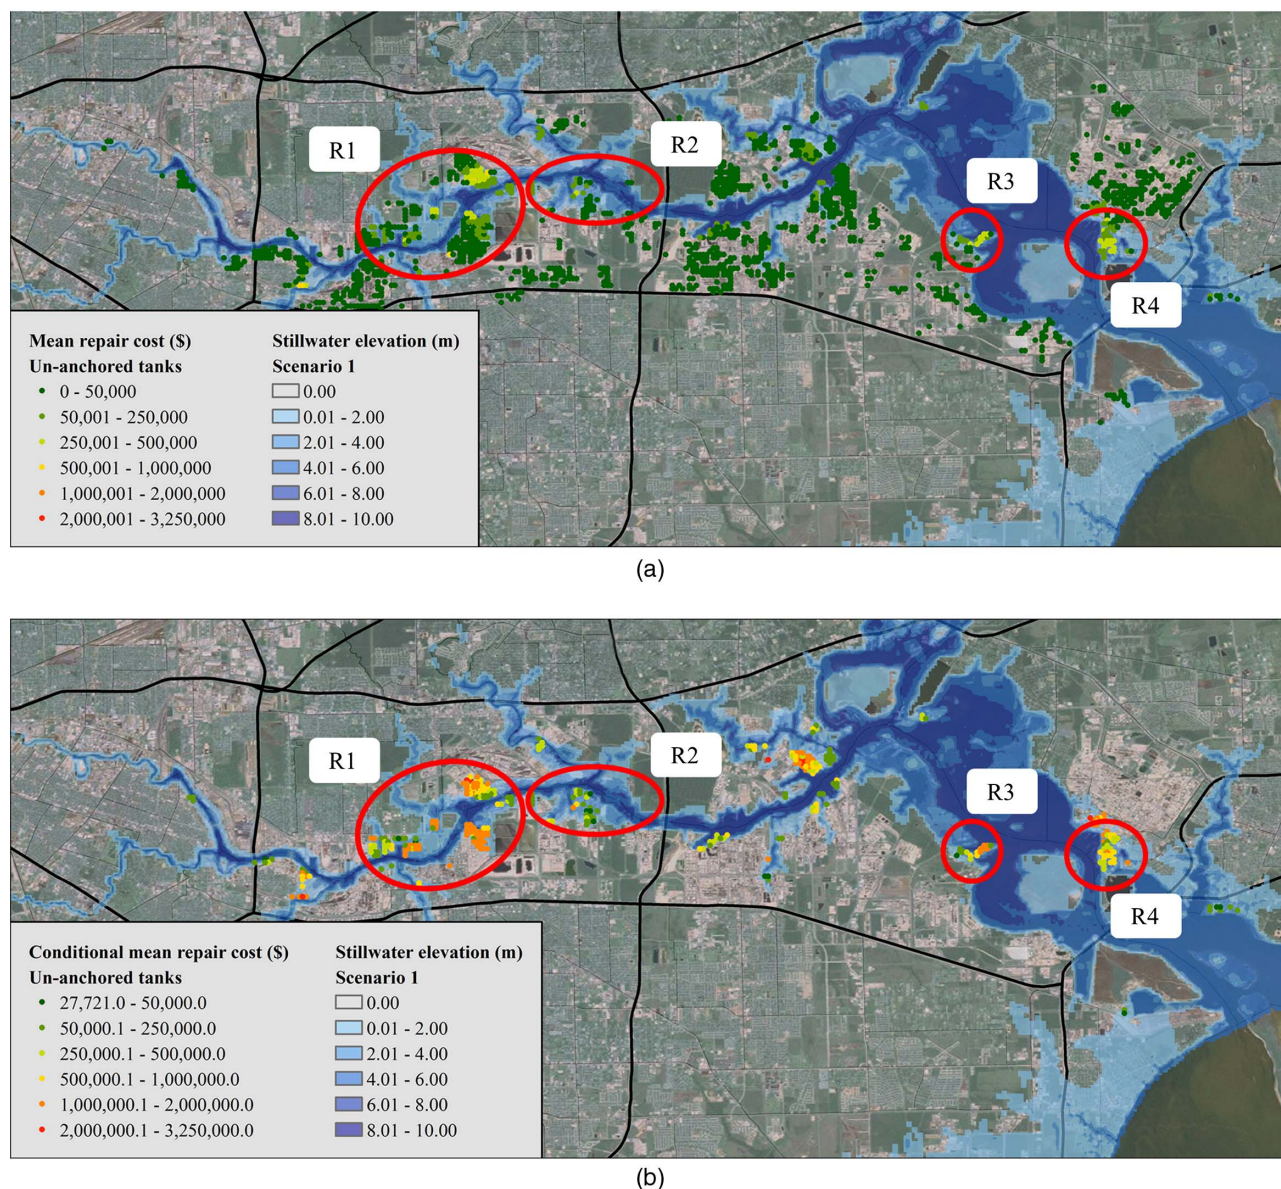 R1
R2
R3
R4
Mean repair cost ($)
Un-anchored tanks
0 - 50,000
50,001 - 250,000
250,001 - 500,000
500,001 - 1,000,000
1,000,001 - 2,000,000
2,000,001 - 3,250,000
Stillwater elevation (m)
Scenario 1
0.00
0.01 - 2.00
2.01 - 4.00
4.01 - 6.00
6.01 - 8.00
8.01 - 10.00
(a)
R1
R2
R3
R4
Conditional mean repair cost ($)
Un-anchored tanks
27,721.0 - 50,000.0
50,000.1 - 250,000.0
250,000.1 - 500,000.0
500,000.1 - 1,000,000.0
1,000,000.1 - 2,000,000.0
2,000,000.1 - 3,250,000.0
Stillwater elevation (m)
Scenario 1
0.00
0.01 - 2.00
2.01 - 4.00
4.01 - 6.00
6.01 - 8.00
8.01 - 10.00
(b)